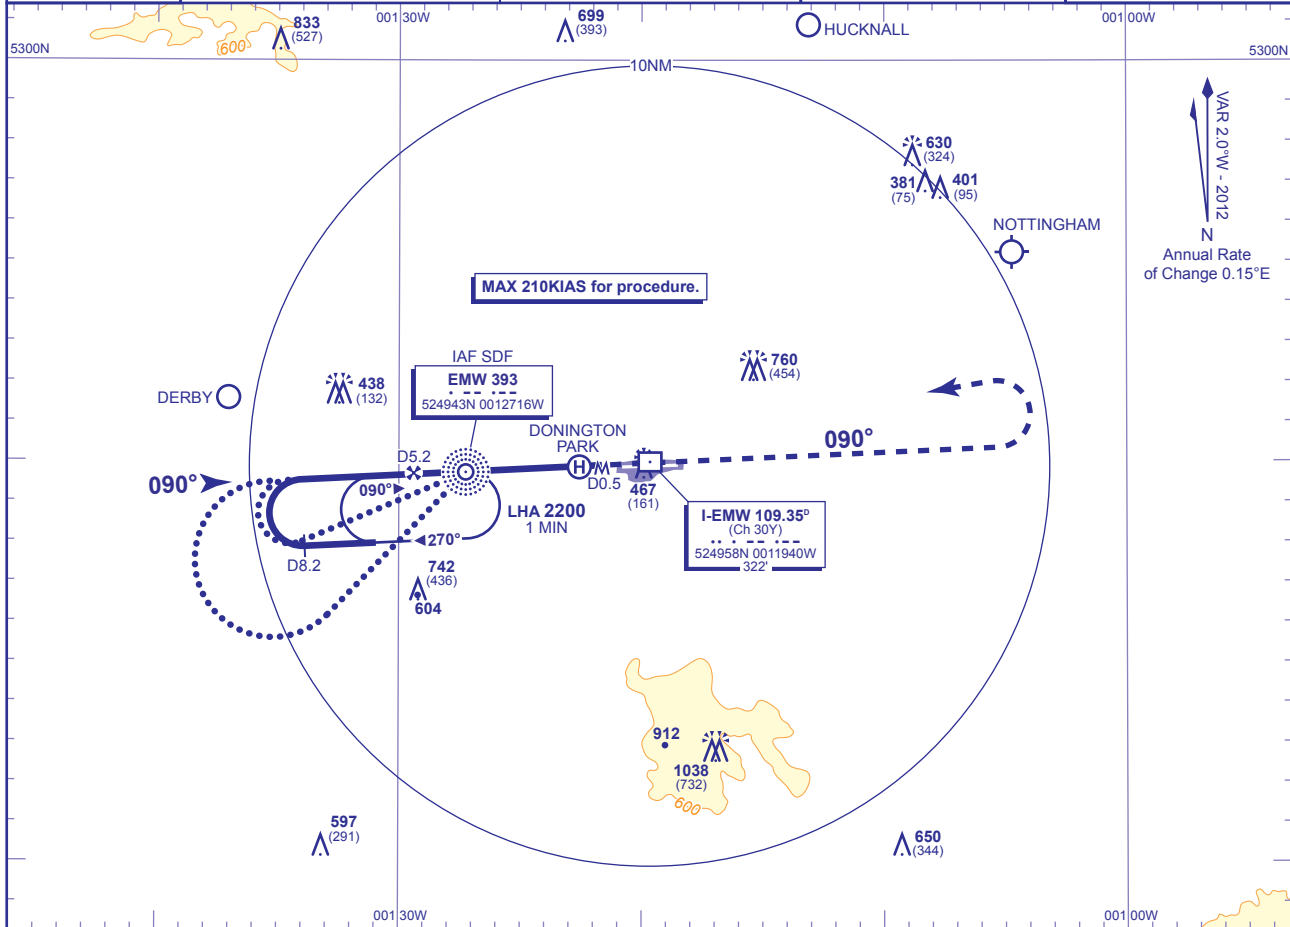 001 30W
001 00W
833
(527)
699
(393)
HUCKNALL
600
5300N
5300N
10NM
VAR 2.0°W - 2012
N
Annual Rate
of Change 0.15°E
630
(324)
381
(75)
401
(95)
NOTTINGHAM
MAX 210KIAS for procedure.
IAF SDF
EMW 393
524943N 0012716W
760
(454)
438
(132)
DERBY
DONINGTON
PARK
H
M
D0.5
090°
D5.2
090°
090°
467
(161)
LHA 2200
1 MIN
270°
D8.2
I-EMW 109.35ᴰ
(Ch 30Y)
524958N 0011940W
322'
742
(436)
604
912
1038
(732)
600
597
(291)
650
(344)
001 30W
001 00W